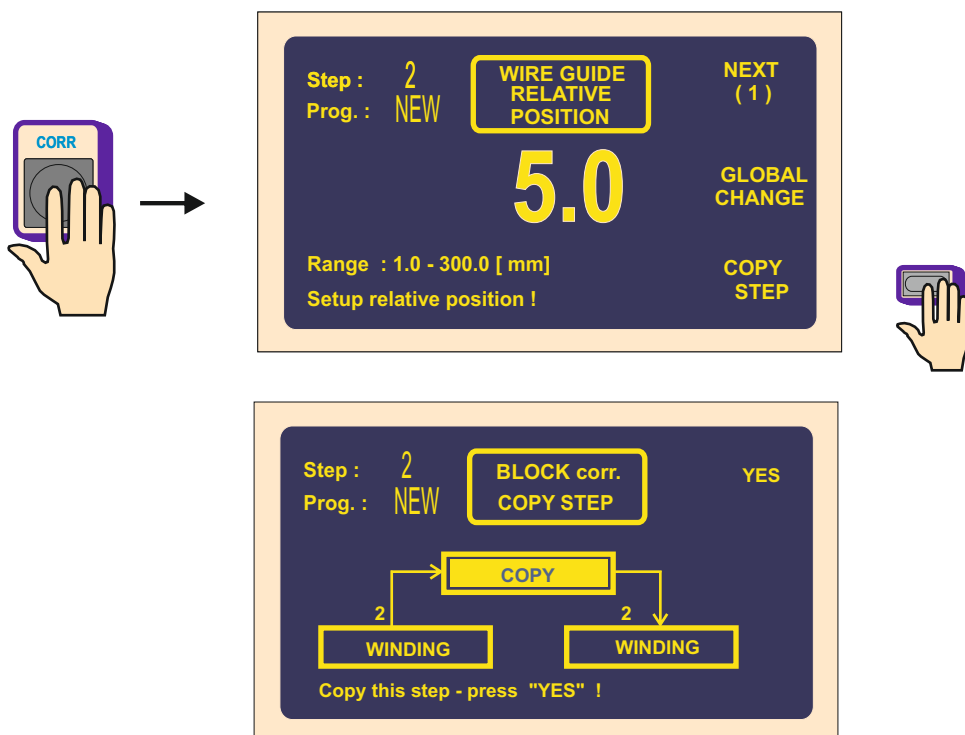 CORR
Step : 2
Prog. : NEW
WIRE GUIDE
RELATIVE
POSITION
NEXT
( 1 )
5.0
GLOBAL
CHANGE
Range : 1.0 - 300.0 [ mm]
Setup relative position !
COPY
STEP
Step : 2
Prog. : NEW
BLOCK corr.
COPY STEP
YES
COPY
2 2
WINDING WINDING
Copy this step - press "YES" !